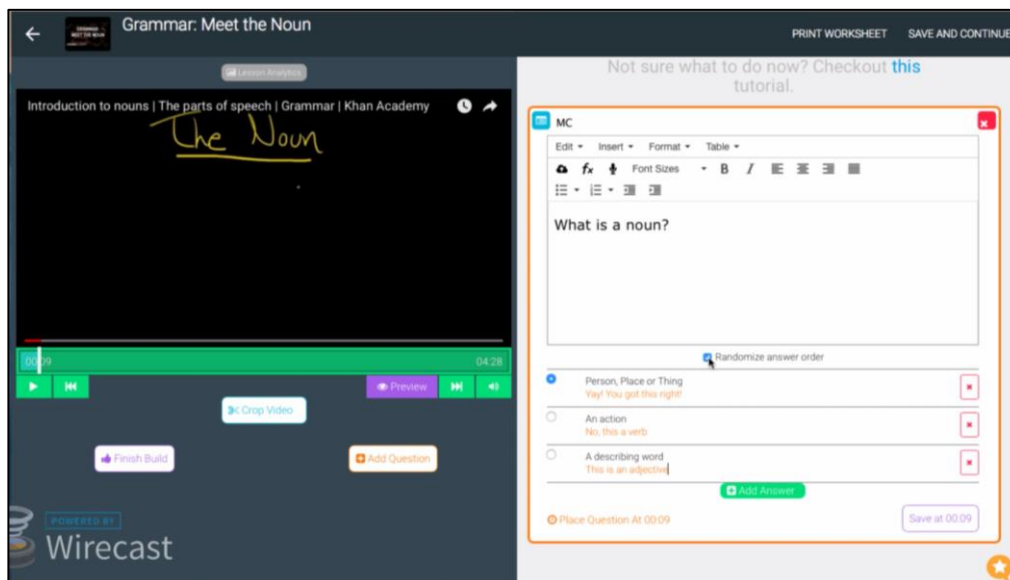 Grammar: Meet the Noun
PRINT WORKSHEET
SAVE AND CONTINUE
Lesson Analytics
Introduction to nouns | The parts of speech | Grammar | Khan Academy
The Noun
00:09
04:28
Preview
Crop Video
Finish Build
Add Question
POWERED BY
Wirecast
Not sure what to do now? Checkout this
tutorial.
MC
Edit
Insert
Format
Table
fx
Font Sizes
B
I
What is a noun?
Randomize answer order
Person, Place or Thing
Yay! You got this right!
An action
No, this a verb
A describing word
This is an adjective
Add Answer
Place Question At 00:09
Save at 00:09